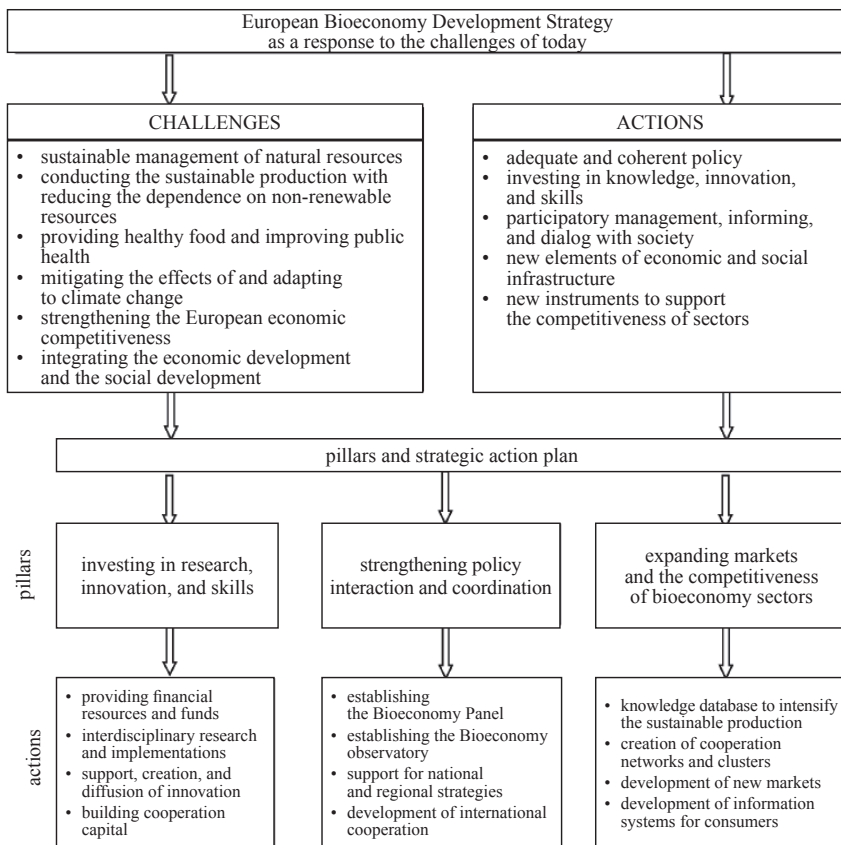 European Bioeconomy Development Strategy
as a response to the challenges of today
CHALLENGES
• sustainable management of natural resources
• conducting the sustainable production with
reducing the dependence on non-renewable
resources
• providing healthy food and improving public
health
• mitigating the effects of and adapting
to climate change
• strengthening the European economic
competitiveness
• integrating the economic development
and the social development
ACTIONS
• adequate and coherent policy
• investing in knowledge, innovation,
and skills
• participatory management, informing,
and dialog with society
• new elements of economic and social
infrastructure
• new instruments to support
the competitiveness of sectors
pillars and strategic action plan
pillars
investing in research,
innovation, and skills
strengthening policy
interaction and coordination
expanding markets
and the competitiveness
of bioeconomy sectors
actions
• providing financial
resources and funds
• interdisciplinary research
and implementations
• support, creation, and
diffusion of innovation
• building cooperation
capital
• establishing
the Bioeconomy Panel
• establishing the Bioeconomy
observatory
• support for national
and regional strategies
• development of international
cooperation
• knowledge database to intensify
the sustainable production
• creation of cooperation
networks and clusters
• development of new markets
• development of information
systems for consumers